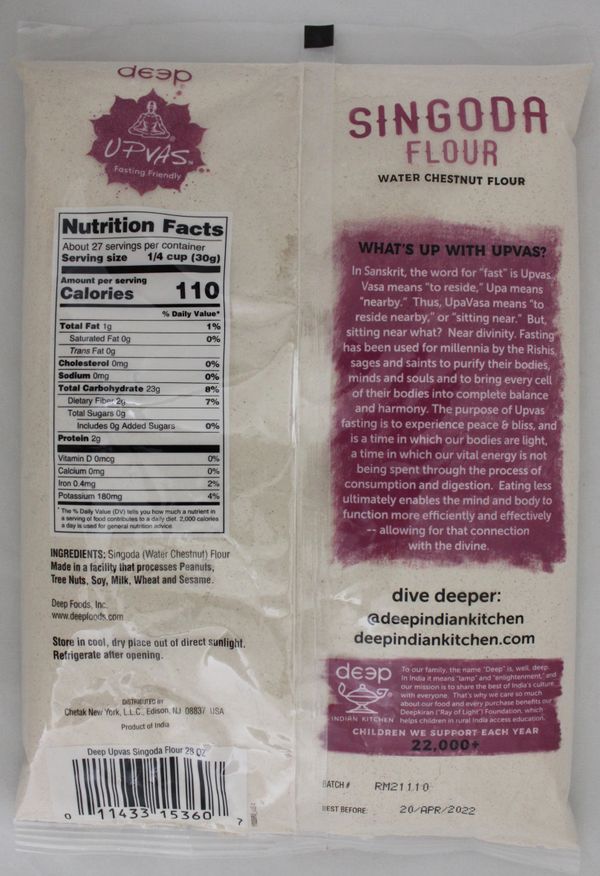 deep
UPVAS™
Fasting Friendly
Nutrition Facts
About 27 servings per container
Serving size 1/4 cup (30g)
Amount per serving
Calories 110
% Daily Value*
Total Fat 1g 1%
Saturated Fat 0g 0%
Trans Fat 0g
Cholesterol 0mg 0%
Sodium 0mg 0%
Total Carbohydrate 23g 8%
Dietary Fiber 2g 7%
Total Sugars 0g
Includes 0g Added Sugars 0%
Protein 2g
Vitamin D 0mcg 0%
Calcium 0mg 0%
Iron 0.4mg 2%
Potassium 180mg 4%
* The % Daily Value (DV) tells you how much a nutrient in
a serving of food contributes to a daily diet. 2,000 calories
a day is used for general nutrition advice.
INGREDIENTS: Singoda (Water Chestnut) Flour
Made in a facility that processes Peanuts,
Tree Nuts, Soy, Milk, Wheat and Sesame.
Deep Foods, Inc.
www.deepfoods.com
Store in cool, dry place out of direct sunlight.
Refrigerate after opening.
DISTRIBUTED BY
Chetak New York, L.L.C., Edison, NJ 08837 USA
Product of India
Deep Upvas Singoda Flour 28 OZ
0 11433 15360 7
SINGODA
FLOUR
WATER CHESTNUT FLOUR
WHAT'S UP WITH UPVAS?
In Sanskrit, the word for "fast" is Upvas.
Vasa means "to reside," Upa means
"nearby." Thus, UpaVasa means "to
reside nearby," or "sitting near." But,
sitting near what? Near divinity. Fasting
has been used for millennia by the Rishis,
sages and saints to purify their bodies,
minds and souls and to bring every cell
of their bodies into complete balance
and harmony. The purpose of Upvas
fasting is to experience peace & bliss, and
is a time in which our bodies are light,
a time in which our vital energy is not
being spent through the process of
consumption and digestion. Eating less
ultimately enables the mind and body to
function more efficiently and effectively
-- allowing for that connection
with the divine.
dive deeper:
@deepindiankitchen
deepindiankitchen.com
deep
INDIAN KITCHEN
To our family, the name "Deep" is, well, deep.
In India it means "lamp" and "enlightenment," and
our mission is to share the best of India's culture
with everyone. That's why we care so much
about our food and every purchase benefits our
Deepkiran ("Ray of Light") Foundation, which
helps children in rural India access education.
CHILDREN WE SUPPORT EACH YEAR
22,000+
BATCH # RM21110
BEST BEFORE: 20/APR/2022